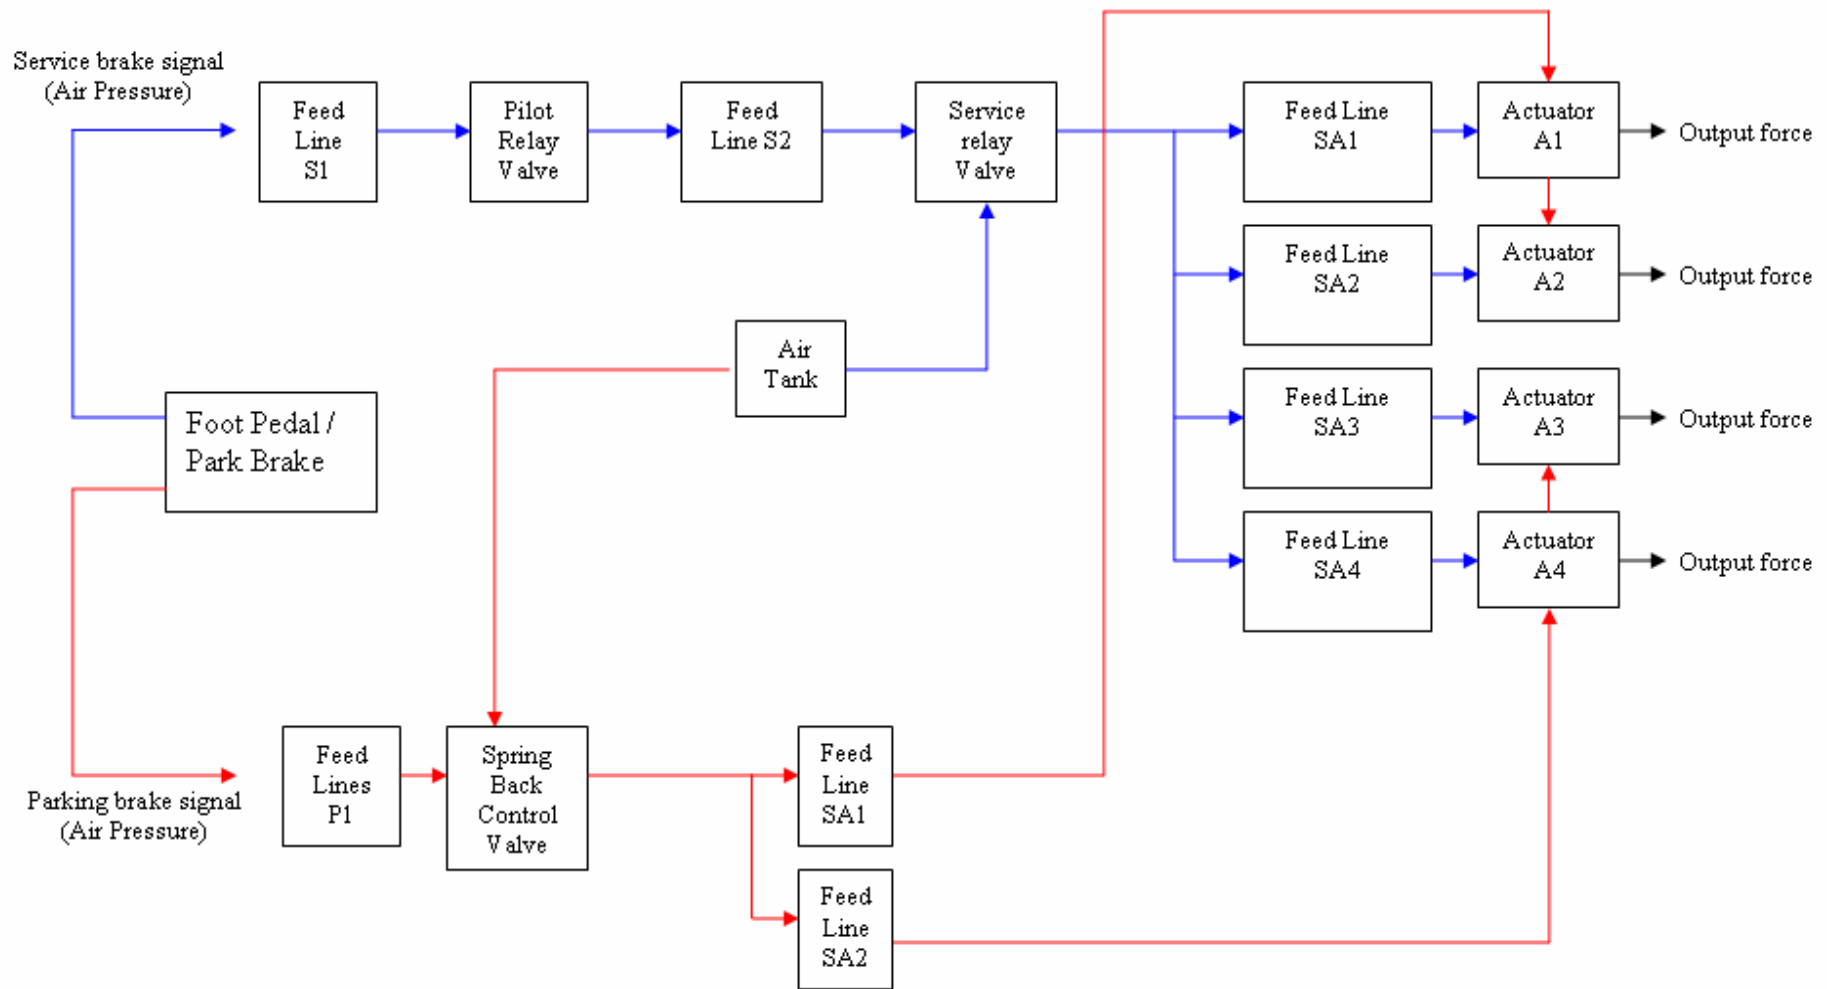 Service brake signal
(Air Pressure)
Feed
Line
S1
Pilot
Relay
Valve
Feed
Line S2
Service
relay
Valve
Feed Line
SA1
Actuator
A1
Output force
Feed Line
SA2
Actuator
A2
Output force
Air
Tank
Foot Pedal /
Park Brake
Feed Line
SA3
Actuator
A3
Output force
Feed Line
SA4
Actuator
A4
Output force
Parking brake signal
(Air Pressure)
Feed
Lines
P1
Spring
Back
Control
Valve
Feed
Line
SA1
Feed
Line
SA2